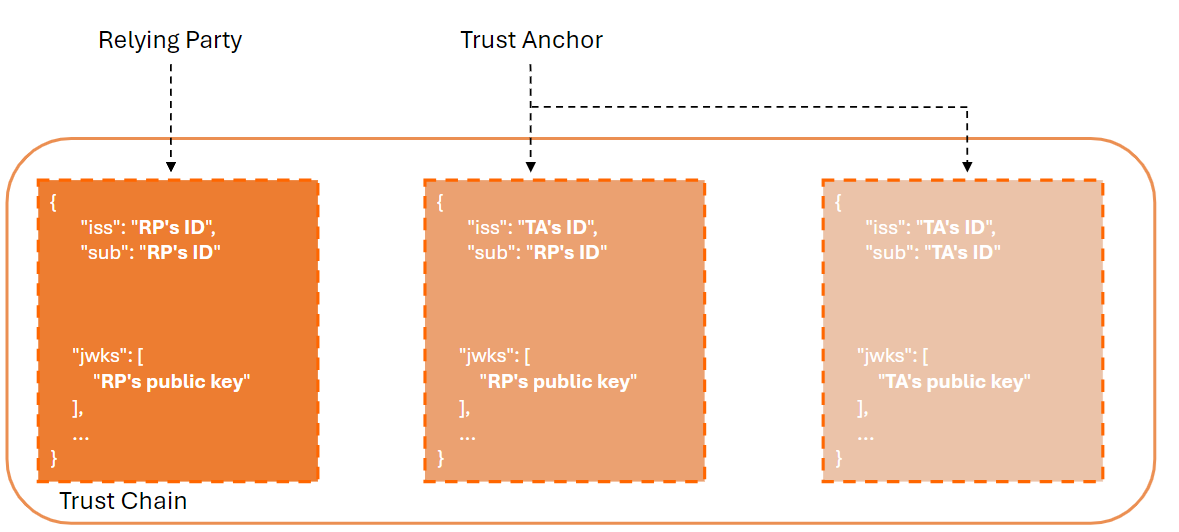 Relying Party
Trust Anchor
{
"iss": "RP's ID",
"sub": "RP's ID"
"jwks": [
"RP's public key"
],
...
}
{
"iss": "TA's ID",
"sub": "RP's ID"
"jwks": [
"RP's public key"
],
...
}
{
"iss": "TA's ID",
"sub": "TA's ID"
"jwks": [
"TA's public key"
],
...
}
Trust Chain